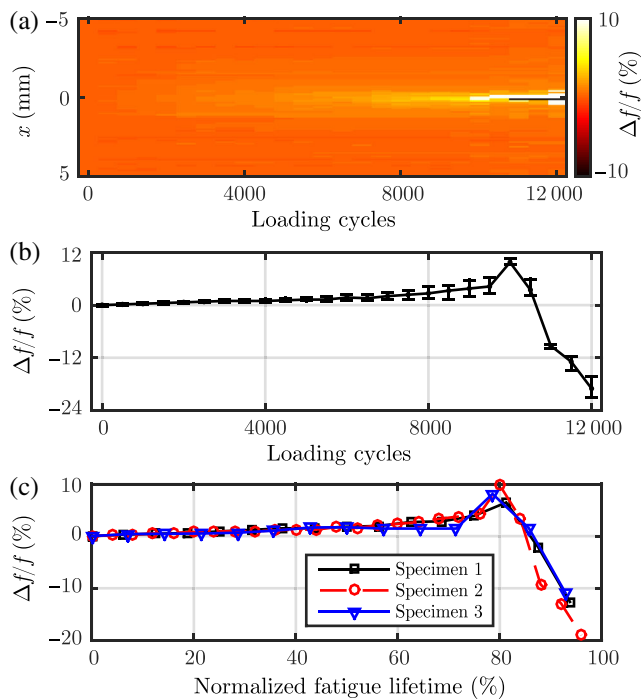 (a)
−5
0
5
x (mm)
0 4000 8000 12 000
Loading cycles
10
−10
Δf/f (%)
(b)
12
0
−12
−24
Δf/f (%)
0 4000 8000 12 000
Loading cycles
(c)
10
0
−10
−20
Δf/f (%)
Specimen 1
Specimen 2
Specimen 3
0 20 40 60 80 100
Normalized fatigue lifetime (%)